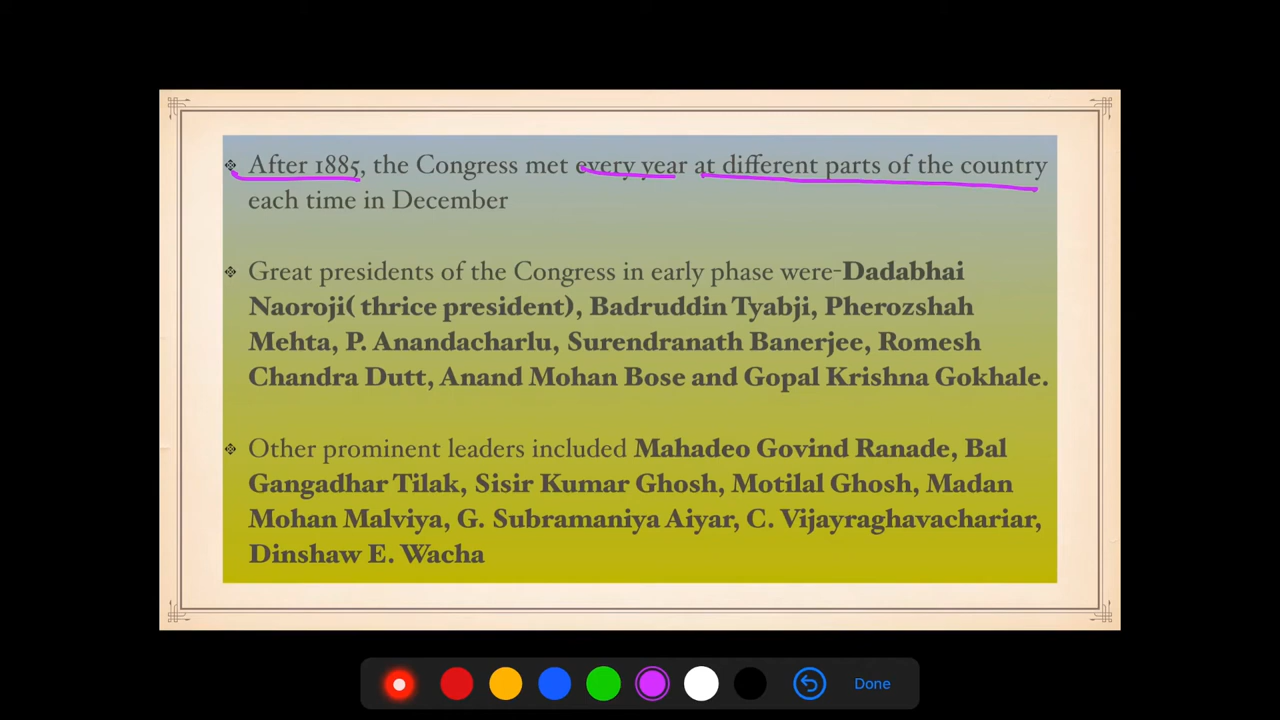 After 1885, the Congress met every year at different parts of the country
each time in December
Great presidents of the Congress in early phase were-Dadabhai
Naoroji( thrice president), Badruddin Tyabji, Pherozshah
Mehta, P. Anandacharlu, Surendranath Banerjee, Romesh
Chandra Dutt, Anand Mohan Bose and Gopal Krishna Gokhale.
Other prominent leaders included Mahadeo Govind Ranade, Bal
Gangadhar Tilak, Sisir Kumar Ghosh, Motilal Ghosh, Madan
Mohan Malviya, G. Subramaniya Aiyar, C. Vijayraghavachariar,
Dinshaw E. Wacha
Done